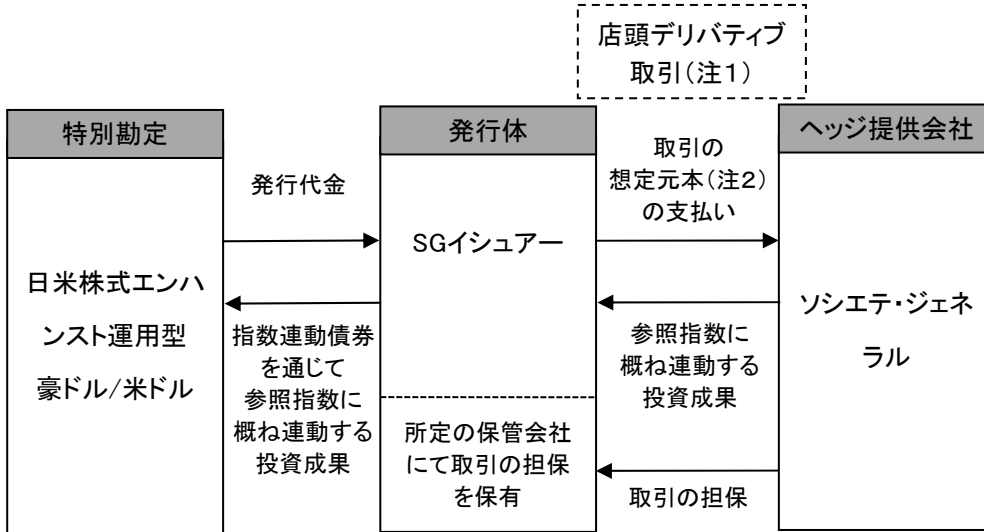 店頭デリバティブ
取引(注1)
特別勘定
発行体
ヘッジ提供会社
発行代金
取引の
想定元本(注2)
の支払い
日米株式エンハ
ンスト運用型
豪ドル/米ドル
SGイシュアー
ソシエテ・ジェネ
ラル
指数連動債券
を通じて
参照指数に
概ね連動する
投資成果
参照指数に
概ね連動する
投資成果
所定の保管会社
にて取引の担保
を保有
取引の担保